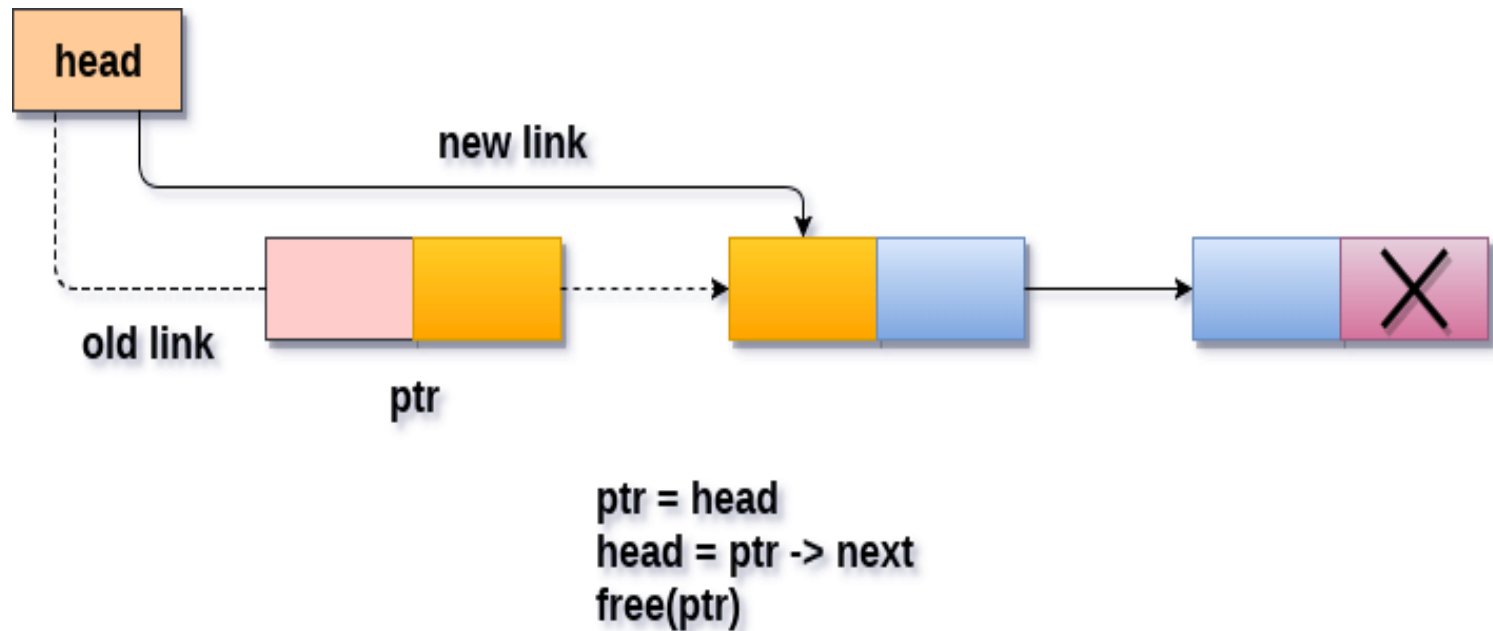 head
new link
old link
ptr
ptr = head
head = ptr -> next
free(ptr)